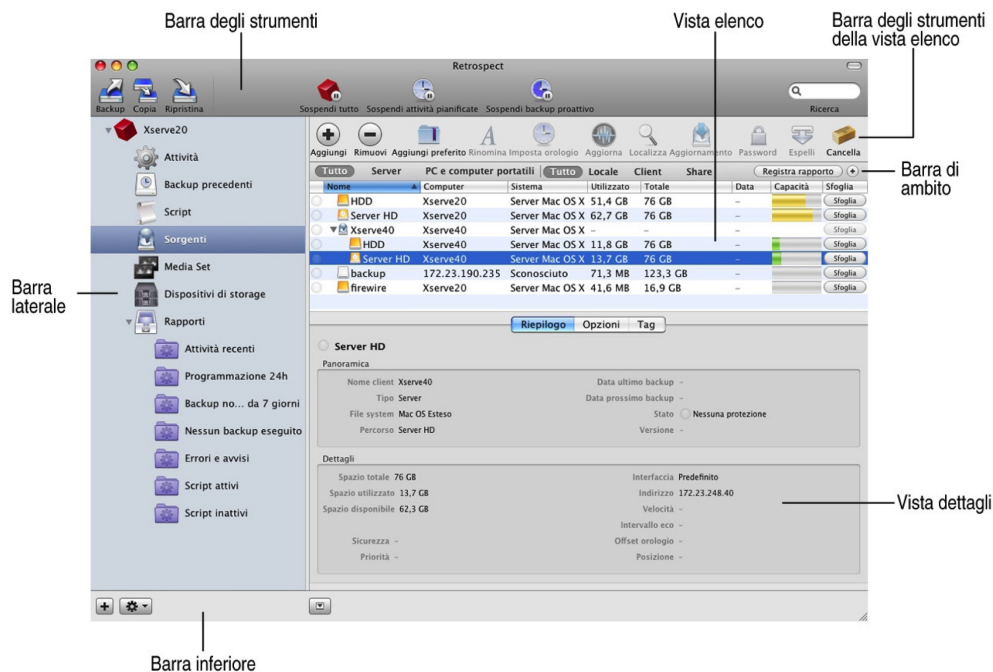 Barra degli strumenti
Vista elenco
Barra degli strumenti
della vista elenco
Retrospect
Backup Copia Ripristina
Sospendi tutto Sospendi attività pianificate Sospendi backup proattivo
Ricerca
Xserve20
Attività
Backup precedenti
Script
Sorgenti
Media Set
Dispositivi di storage
Rapporti
Attività recenti
Programmazione 24h
Backup no... da 7 giorni
Nessun backup eseguito
Errori e avvisi
Script attivi
Script inattivi
Barra
laterale
Aggiungi Rimuovi Aggiungi preferito Rinomina Imposta orologio Aggiorna Localizza Aggiornamento Password Espelli Cancella
Tutto Server PC e computer portatili Tutto Locale Client Share Registra rapporto
Barra di
ambito
Nome Computer Sistema Utilizzato Totale Data Capacità Sfoglia
HDD Xserve20 Server Mac OS X 51,4 GB 76 GB – Sfoglia
Server HD Xserve20 Server Mac OS X 62,7 GB 76 GB – Sfoglia
Xserve40 Xserve40 Server Mac OS X – – – Sfoglia
HDD Xserve40 Server Mac OS X 11,8 GB 76 GB – Sfoglia
Server HD Xserve40 Server Mac OS X 13,7 GB 76 GB – Sfoglia
backup 172.23.190.235 Sconosciuto 71,3 MB 123,3 GB – Sfoglia
firewire Xserve20 Server Mac OS X 41,6 MB 16,9 GB – Sfoglia
Riepilogo Opzioni Tag
Server HD
Panoramica
Nome client Xserve40 Data ultimo backup –
Tipo Server Data prossimo backup –
File system Mac OS Esteso Stato Nessuna protezione
Percorso Server HD Versione –
Dettagli
Spazio totale 76 GB Interfaccia Predefinito
Spazio utilizzato 13,7 GB Indirizzo 172.23.248.40
Spazio disponibile 62,3 GB Velocità –
Intervallo eco –
Sicurezza – Offset orologio –
Priorità – Posizione –
Vista dettagli
Barra inferiore